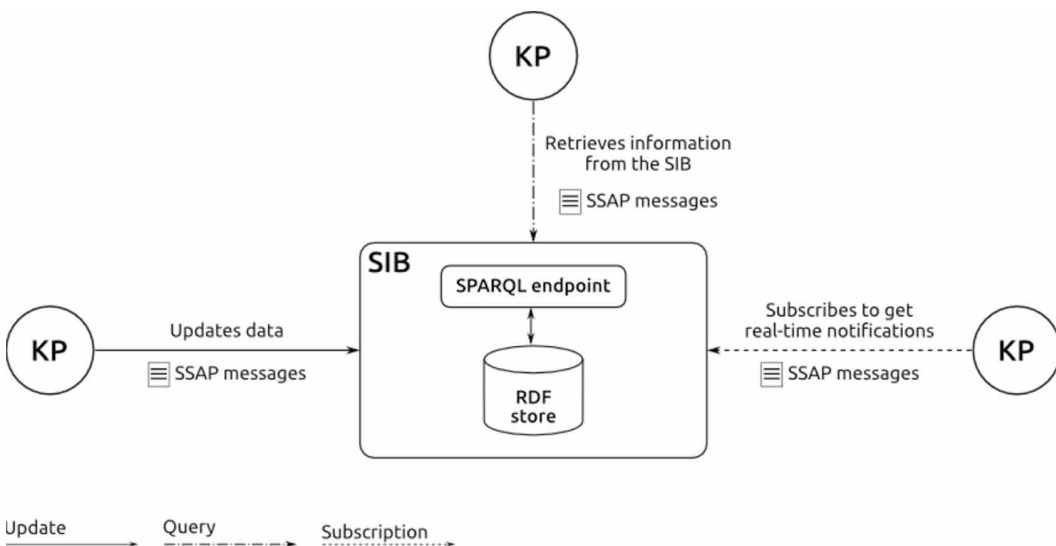 KP
Retrieves information
from the SIB
SSAP messages
SIB
SPARQL endpoint
RDF
store
KP
Updates data
SSAP messages
Subscribes to get
real-time notifications
SSAP messages
KP
Update
Query
Subscription